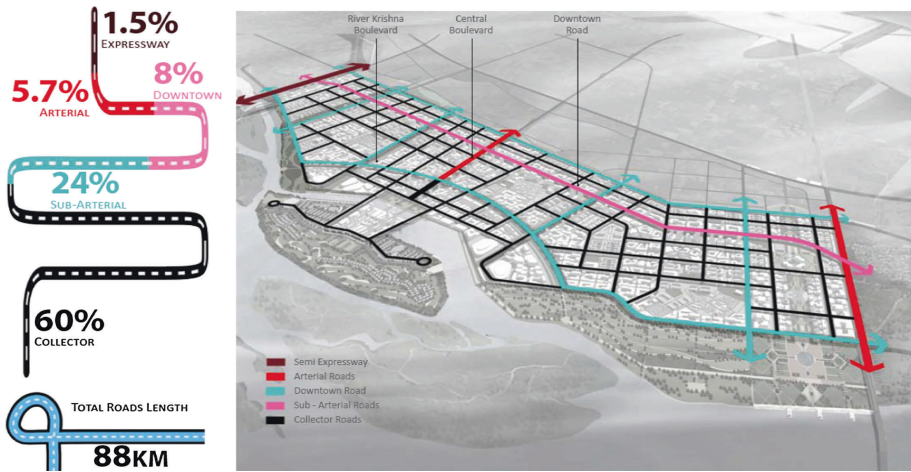 1.5%
EXPRESSWAY
8%
DOWNTOWN
5.7%
ARTERIAL
24%
SUB-ARTERIAL
60%
COLLECTOR
TOTAL ROADS LENGTH
88KM
River Krishna
Boulevard
Central
Boulevard
Downtown
Road
Semi Expressway
Arterial Roads
Downtown Road
Sub - Arterial Roads
Collector Roads